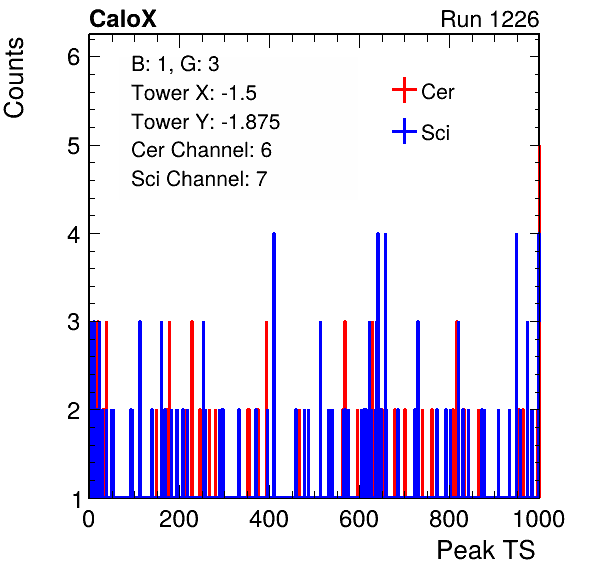 CaloX Run 1226
Counts
B: 1, G: 3
Tower X: -1.5
Tower Y: -1.875
Cer Channel: 6
Sci Channel: 7
Cer
Sci
6
5
4
3
2
1
0 200 400 600 800 1000
Peak TS